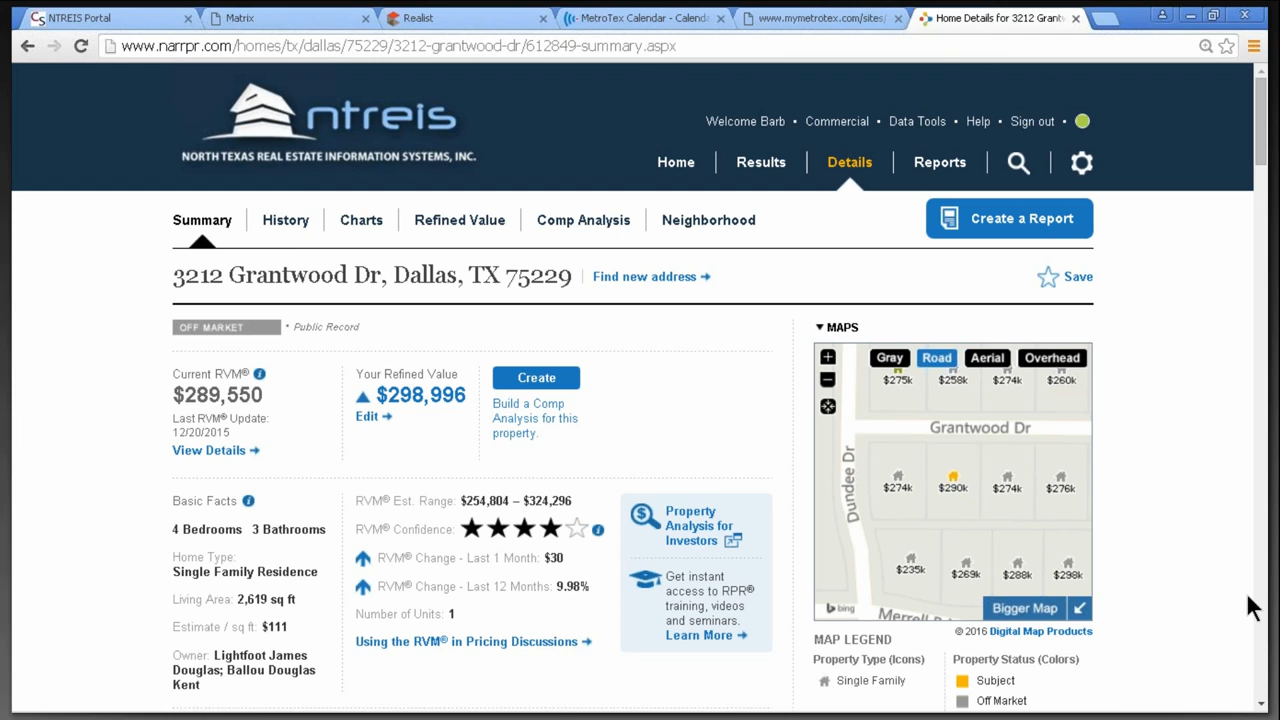 NTREIS Portal
Matrix
Realist
MetroTex Calendar - Calenda
www.mymetrotex.com/sites/
Home Details for 3212 Grantw
www.narrpr.com/homes/tx/dallas/75229/3212-grantwood-dr/612849-summary.aspx
ntreis
NORTH TEXAS REAL ESTATE INFORMATION SYSTEMS, INC.
Welcome Barb • Commercial • Data Tools • Help • Sign out •
Home
Results
Details
Reports
Summary
History
Charts
Refined Value
Comp Analysis
Neighborhood
Create a Report
3212 Grantwood Dr, Dallas, TX 75229
Find new address
Save
OFF MARKET
• Public Record
Current RVM®
$289,550
Last RVM® Update:
12/20/2015
View Details
Your Refined Value
$298,996
Edit
Create
Build a Comp
Analysis for this
property.
Basic Facts
4 Bedrooms 3 Bathrooms
Home Type:
Single Family Residence
Living Area: 2,619 sq ft
Estimate / sq ft: $111
Owner: Lightfoot James
Douglas; Ballou Douglas
Kent
RVM® Est. Range: $254,804 – $324,296
RVM® Confidence:
RVM® Change - Last 1 Month: $30
RVM® Change - Last 12 Months: 9.98%
Number of Units: 1
Using the RVM® in Pricing Discussions
Property
Analysis for
Investors
Get instant
access to RPR®
training, videos
and seminars.
Learn More
MAPS
Gray
Road
Aerial
Overhead
$275k
$258k
$274k
$260k
Grantwood Dr
Dundee Dr
$274k
$290k
$274k
$276k
$235k
$269k
$288k
$298k
bing
Merrell
Bigger Map
© 2016 Digital Map Products
MAP LEGEND
Property Type (Icons)
Single Family
Property Status (Colors)
Subject
Off Market